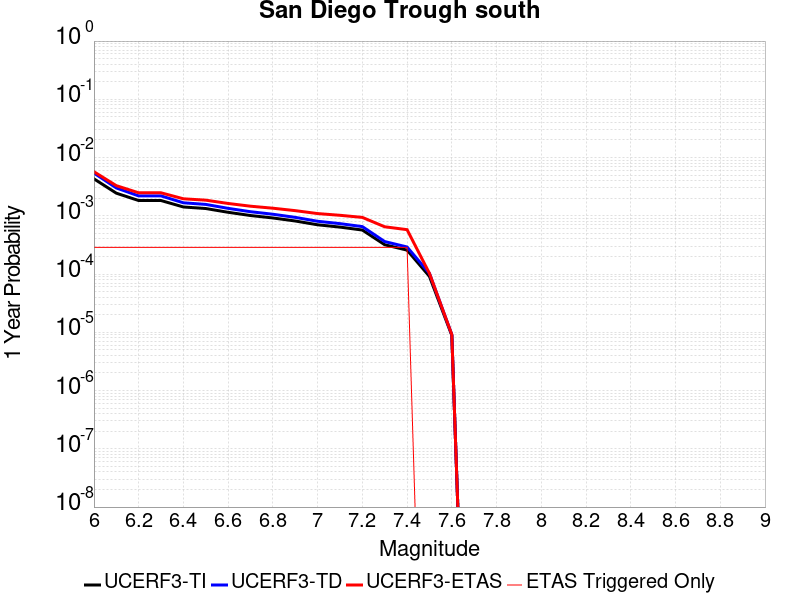 San Diego Trough south
1 Year Probability
10^0
10^-1
10^-2
10^-3
10^-4
10^-5
10^-6
10^-7
10^-8
6 6.2 6.4 6.6 6.8 7 7.2 7.4 7.6 7.8 8 8.2 8.4 8.6 8.8 9
Magnitude
UCERF3-TI UCERF3-TD UCERF3-ETAS ETAS Triggered Only